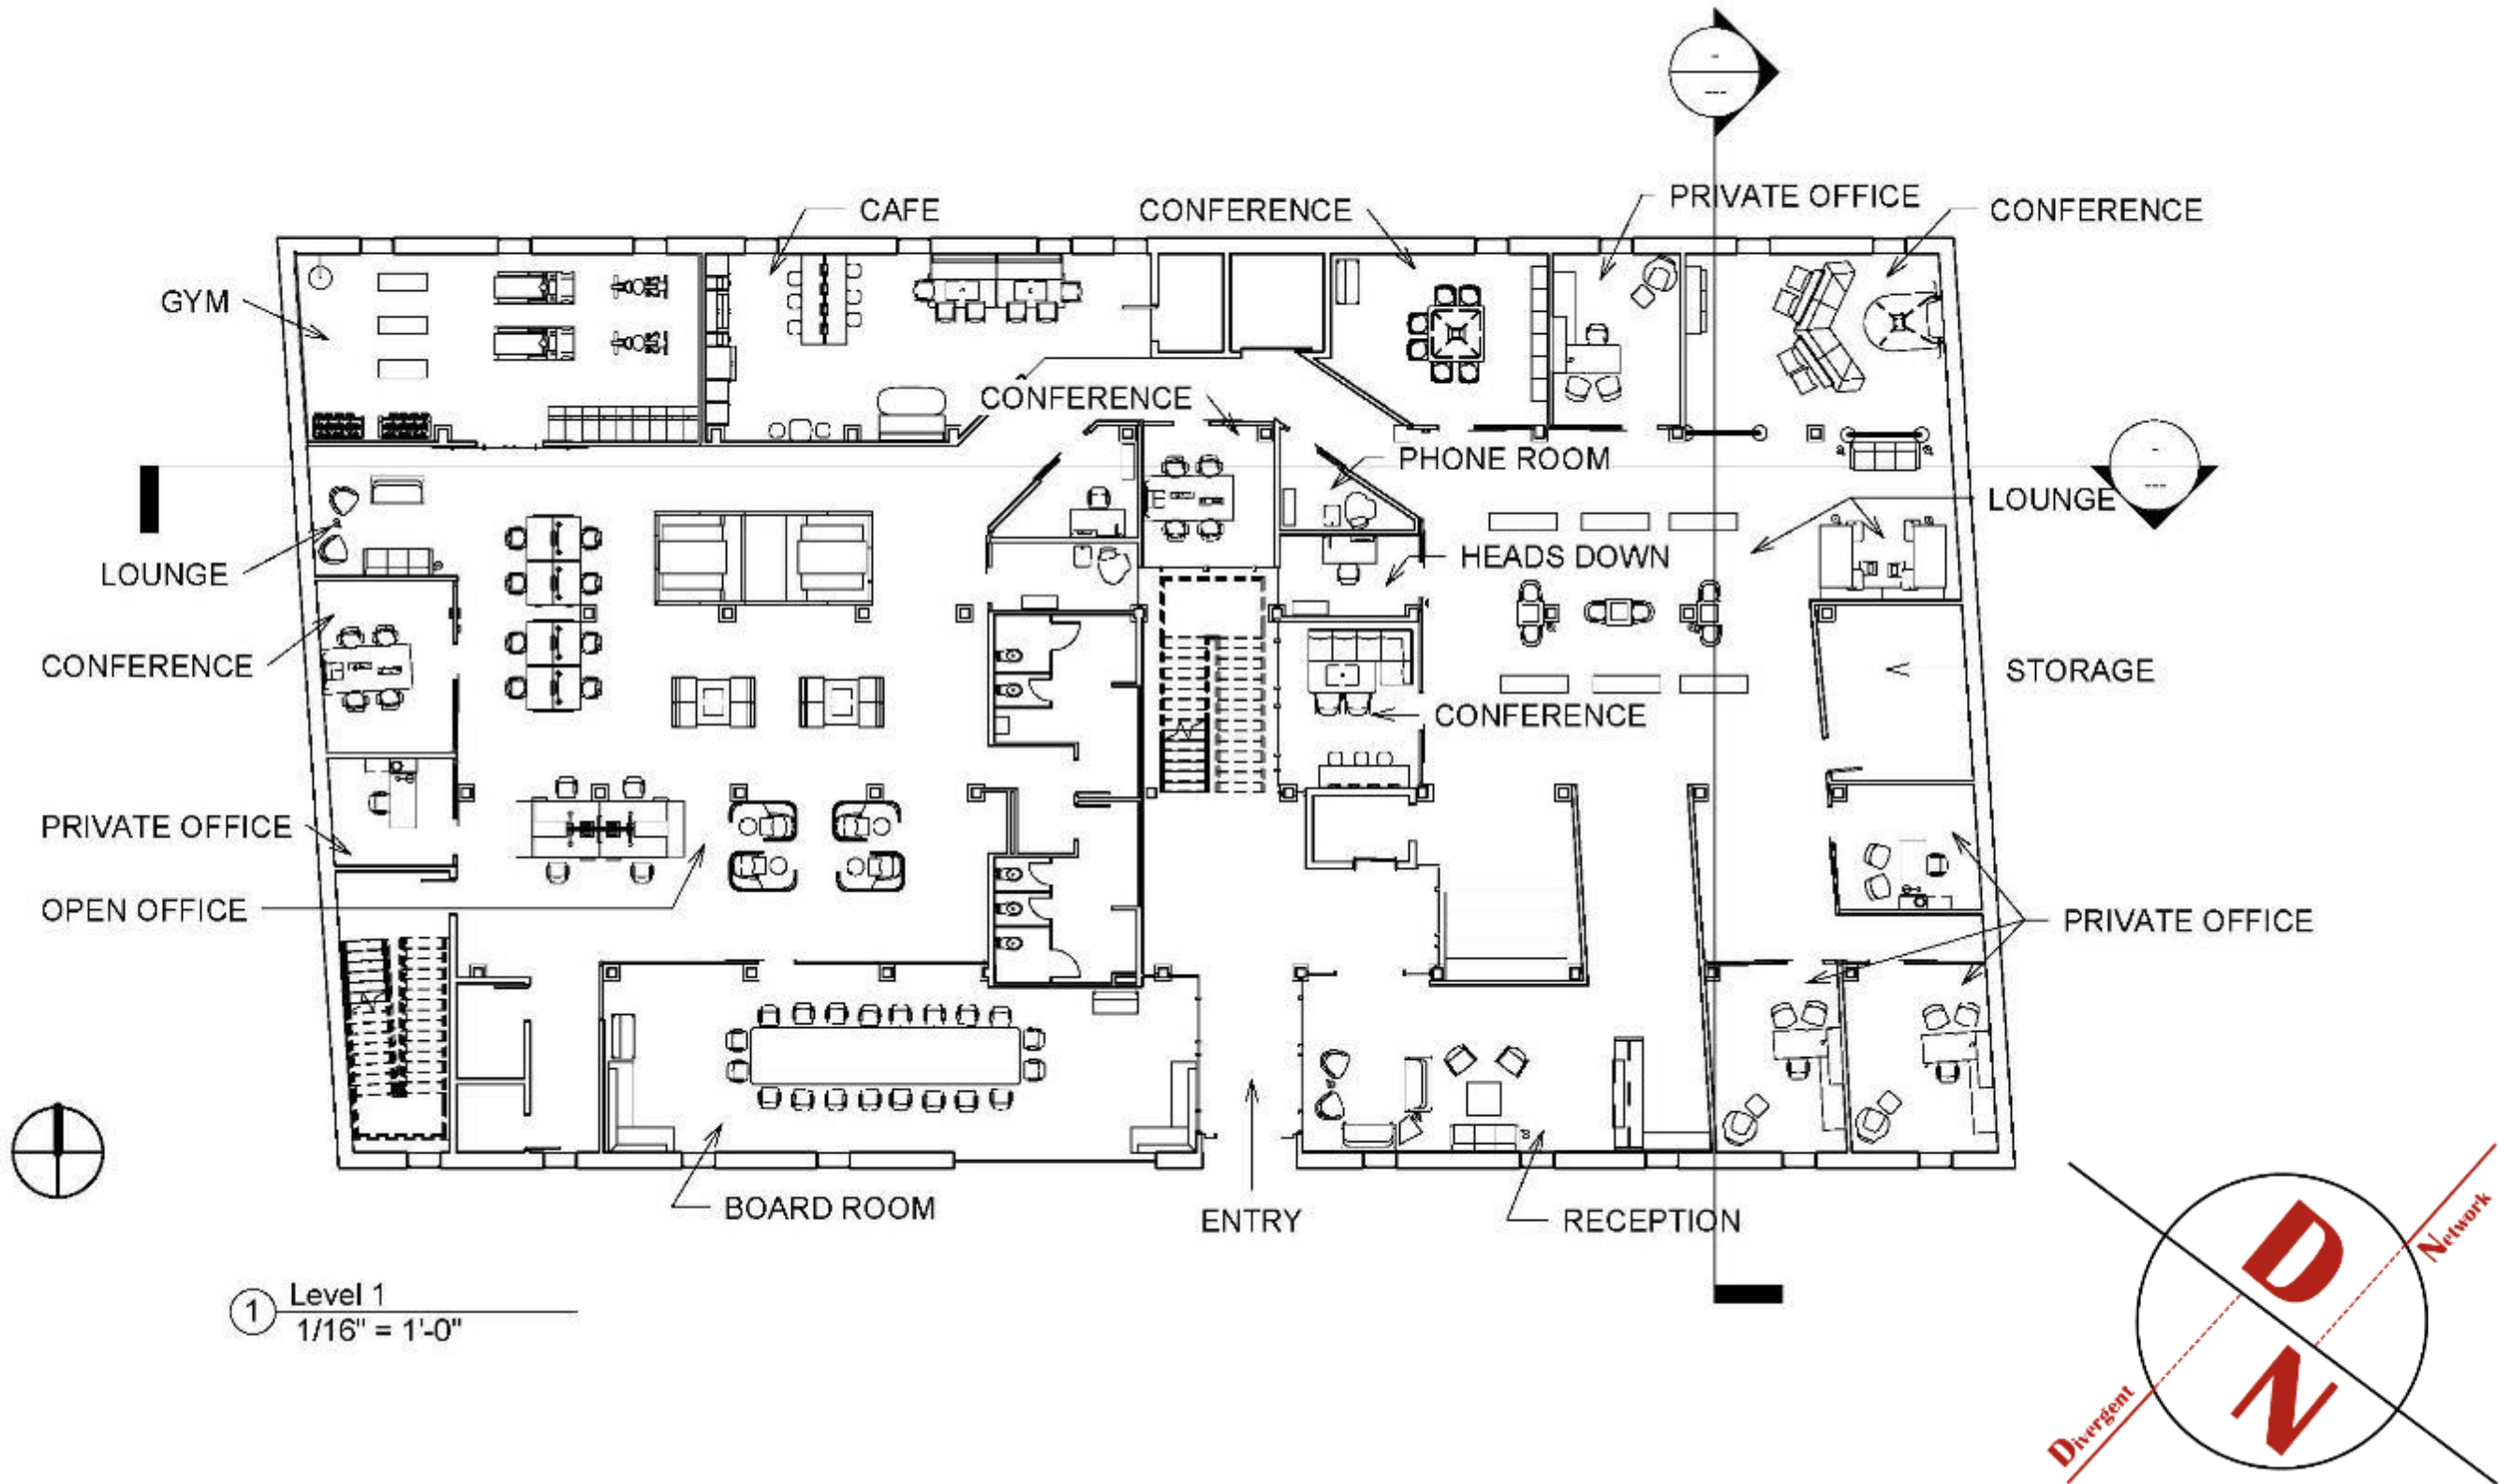 CAFE
CONFERENCE
PRIVATE OFFICE
CONFERENCE
GYM
CONFERENCE
PHONE ROOM
LOUNGE
HEADS DOWN
LOUNGE
CONFERENCE
STORAGE
CONFERENCE
PRIVATE OFFICE
OPEN OFFICE
PRIVATE OFFICE
BOARD ROOM
ENTRY
RECEPTION
1
Level 1
1/16" = 1'-0"
D
N
Network
Divergent